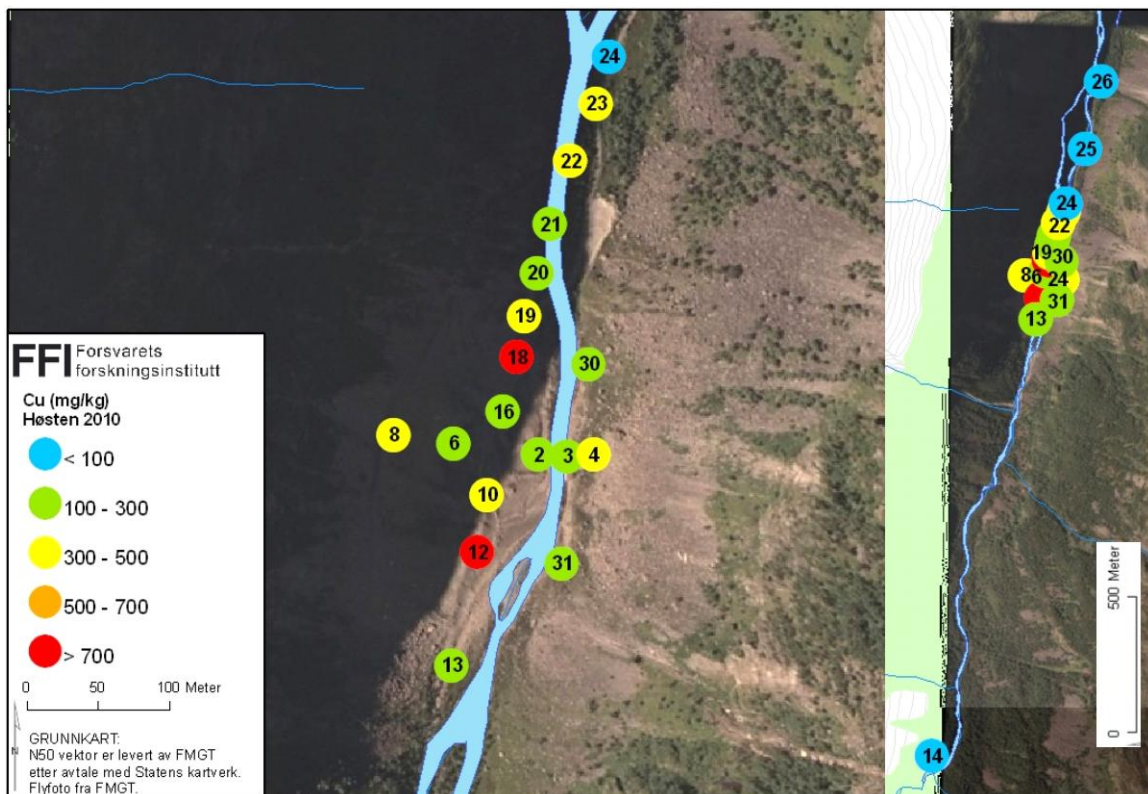 24
23
22
21
20
19
18
30
16
8
6
2
3
4
10
12
31
13
FFI Forsvarets
forskningsinstitutt
Cu (mg/kg)
Høsten 2010
< 100
100 - 300
300 - 500
500 - 700
> 700
0 50 100 Meter
N
GRUNNKART:
N50 vektor er levert av FMGT
etter avtale med Statens kartverk.
Flyfoto fra FMGT.
26
25
24
22
19 30
86 24
31
13
14
0 500 Meter